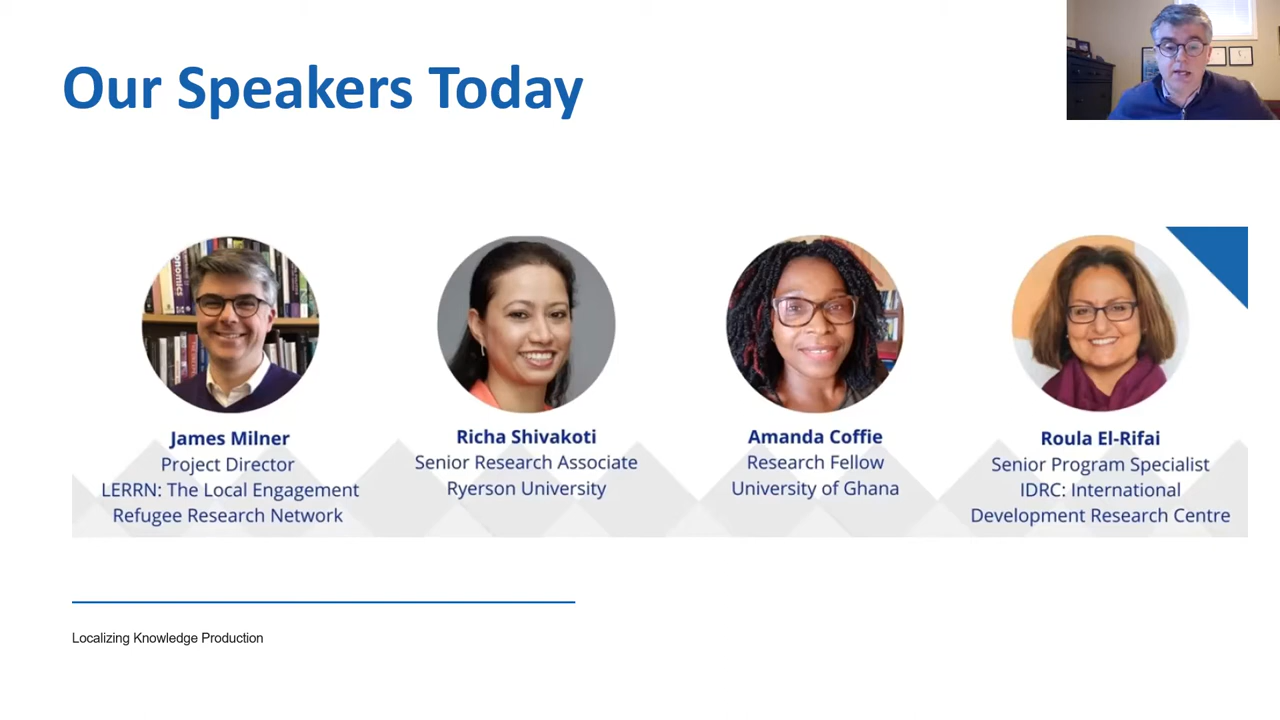 Our Speakers Today
James Milner
Project Director
LERRN: The Local Engagement
Refugee Research Network
Richa Shivakoti
Senior Research Associate
Ryerson University
Amanda Coffie
Research Fellow
University of Ghana
Roula El-Rifai
Senior Program Specialist
IDRC: International
Development Research Centre
Localizing Knowledge Production